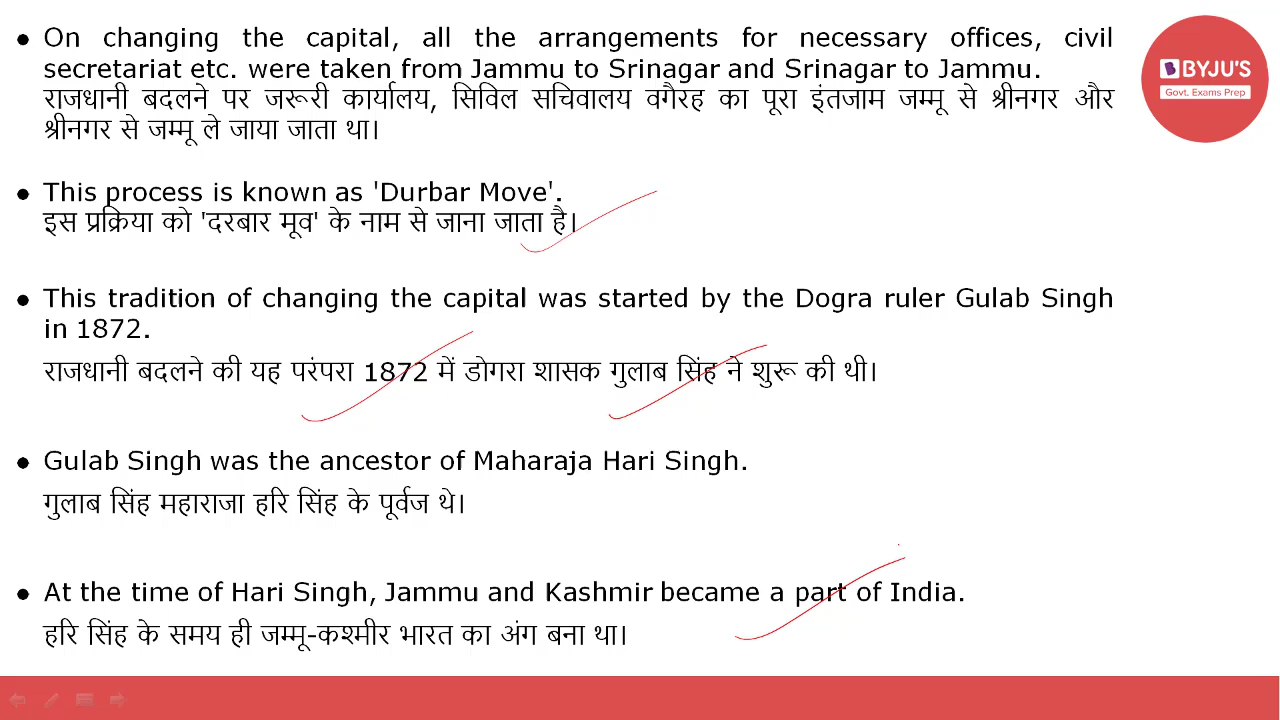 • On changing the capital, all the arrangements for necessary offices, civil
secretariat etc. were taken from Jammu to Srinagar and Srinagar to Jammu.
राजधानी बदलने पर जरूरी कार्यालय, सिविल सचिवालय वगैरह का पूरा इंतजाम जम्मू से श्रीनगर और
श्रीनगर से जम्मू ले जाया जाता था।
• This process is known as 'Durbar Move'.
इस प्रक्रिया को 'दरबार मूव' के नाम से जाना जाता है।
• This tradition of changing the capital was started by the Dogra ruler Gulab Singh
in 1872.
राजधानी बदलने की यह परंपरा 1872 में डोगरा शासक गुलाब सिंह ने शुरू की थी।
• Gulab Singh was the ancestor of Maharaja Hari Singh.
गुलाब सिंह महाराजा हरि सिंह के पूर्वज थे।
• At the time of Hari Singh, Jammu and Kashmir became a part of India.
हरि सिंह के समय ही जम्मू-कश्मीर भारत का अंग बना था।
BYJU'S
Govt. Exams Prep